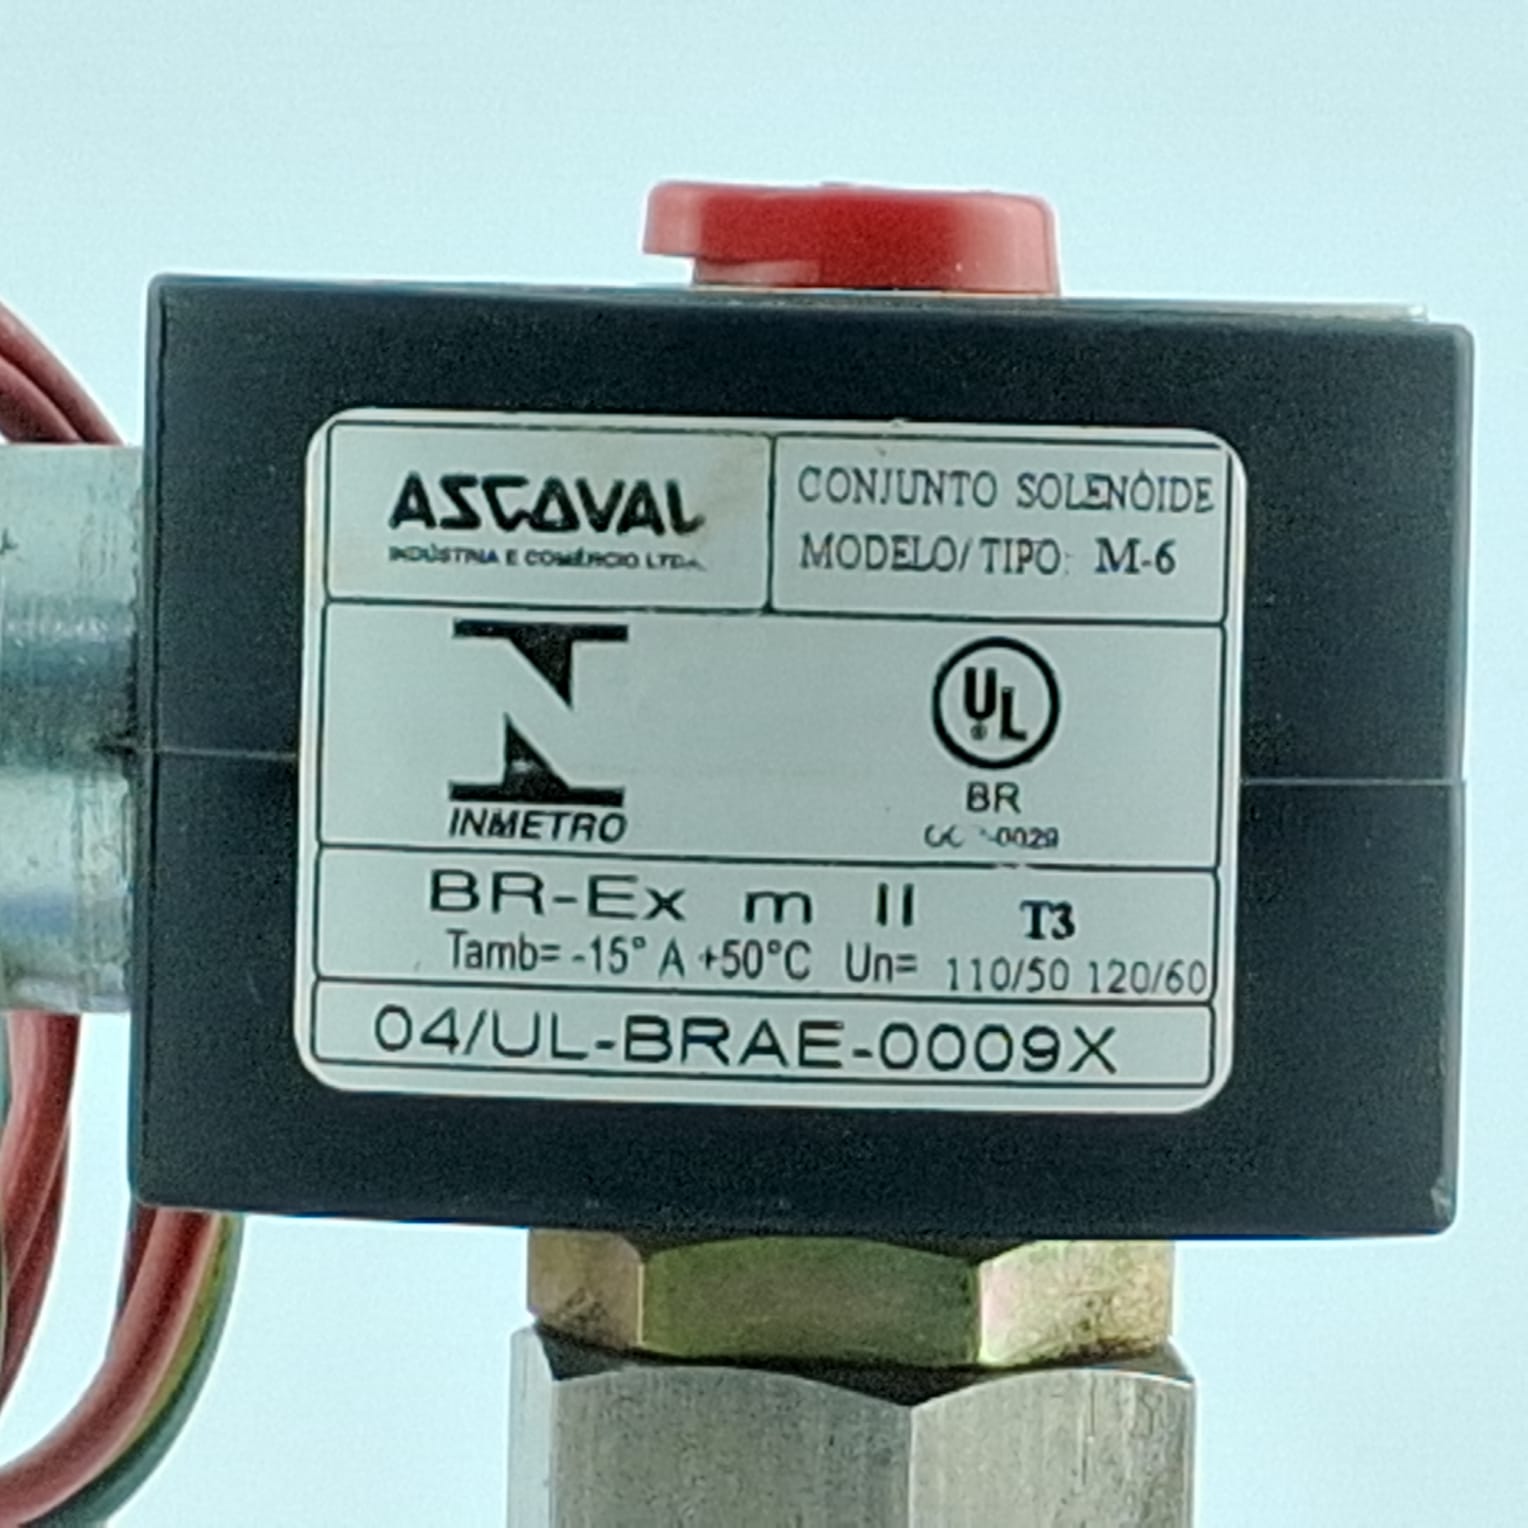 ASCOVAL
INDÚSTRIA E COMÉRCIO LTDA.
CONJUNTO SOLENÓIDE
MODELO/TIPO: M-6
INMETRO
UL
®
BR
-0029
BR-Ex m II T3
Tamb= -15° A +50°C Un= 110/50 120/60
04/UL-BRAE-0009X